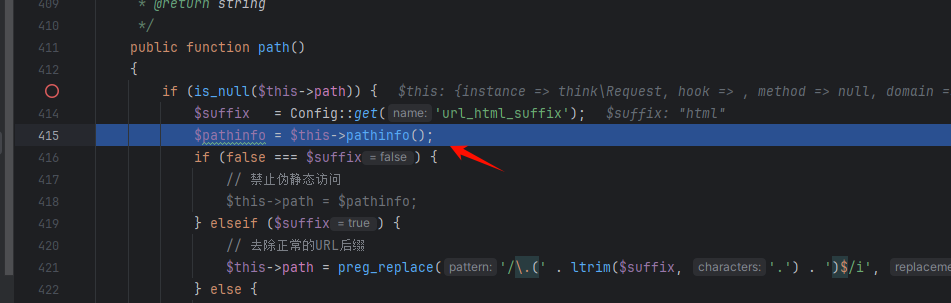 409 * @return string
410 */
411 public function path()
412 {
if (is_null($this->path)) { $this: {instance => think\Request, hook => , method => null, domain =
414 $suffix = Config::get( name: 'url_html_suffix'); $suffix: "html"
415 $pathinfo = $this->pathinfo();
416 if (false === $suffix = false ) {
417 // 禁止伪静态访问
418 $this->path = $pathinfo;
419 } elseif ($suffix = true ) {
420 // 去除正常的URL后缀
421 $this->path = preg_replace( pattern: '/\.(' . ltrim($suffix, characters: '.') . ')$/i', replaceme
422 } else {